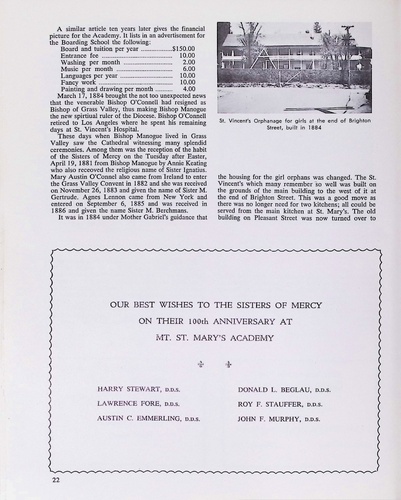 A similar article ten years later gives the financial
picture for the Academy. It lists in an advertisement for
the Boarding School the following:
Board and tuition per year ................$150.00
Entrance fee .................................... 10.00
Washing per month ......................... 2.00
Music per month .............................. 6.00
Languages per year ......................... 10.00
Fancy work ....................................... 10.00
Painting and drawing per month ........ 4.00
March 17, 1884 brought the not too unexpected news
that the venerable Bishop O'Connell had resigned as
Bishop of Grass Valley, thus making Bishop Manogue
the new spirtiual ruler of the Diocese. Bishop O'Connell
retired to Los Angeles where he spent his remaining
days at St. Vincent's Hospital.
These days when Bishop Manogue lived in Grass
Valley saw the Cathedral witnessing many splendid
ceremonies. Among them was the reception of the habit
of the Sisters of Mercy on the Tuesday after Easter,
April 19, 1881 from Bishop Manogue by Annie Keating
who also receoved the religious name of Sister Ignatius.
Mary Austin O'Connel also came from Ireland to enter
the Grass Valley Convent in 1882 and she was received
on November 26, 1883 and given the name of Sister M.
Gertrude. Agnes Lennon came from New York and
entered on September 6, 1885 and was received in
1886 and given the name Sister M. Berchmans.
It was in 1884 under Mother Gabriel's guidance that
St. Vincent's Orphanage for girls at the end of Brighton
Street, built in 1884
the housing for the girl orphans was changed. The St.
Vincent's which many remember so well was built on
the grounds of the main building to the west of it at
the end of Brighton Street. This was a good move as
there was no longer need for two kitchens; all could be
served from the main kitchen at St. Mary's. The old
building on Pleasant Street was now turned over to
OUR BEST WISHES TO THE SISTERS OF MERCY
ON THEIR 100th ANNIVERSARY AT
MT. ST. MARY'S ACADEMY
HARRY STEWART, D.D.S.
LAWRENCE FORE, D.D.S.
AUSTIN C. EMMERLING, D.D.S.
DONALD L. BEGLAU, D.D.S.
ROY F. STAUFFER, D.D.S.
JOHN F. MURPHY, D.D.S.
22